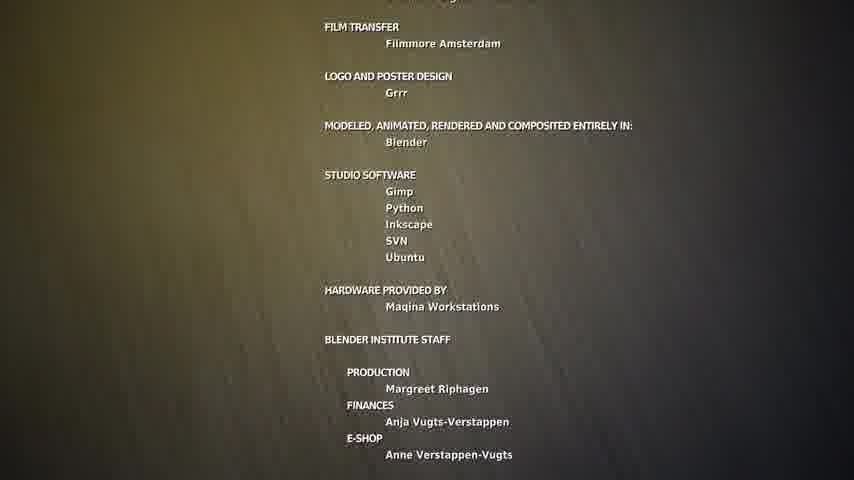 FILM TRANSFER
Filmmore Amsterdam
LOGO AND POSTER DESIGN
Grrr
MODELED, ANIMATED, RENDERED AND COMPOSITED ENTIRELY IN:
Blender
STUDIO SOFTWARE
Gimp
Python
Inkscape
SVN
Ubuntu
HARDWARE PROVIDED BY
Maqina Workstations
BLENDER INSTITUTE STAFF
PRODUCTION
Margreet Riphagen
FINANCES
Anja Vugts-Verstappen
E-SHOP
Anne Verstappen-Vugts